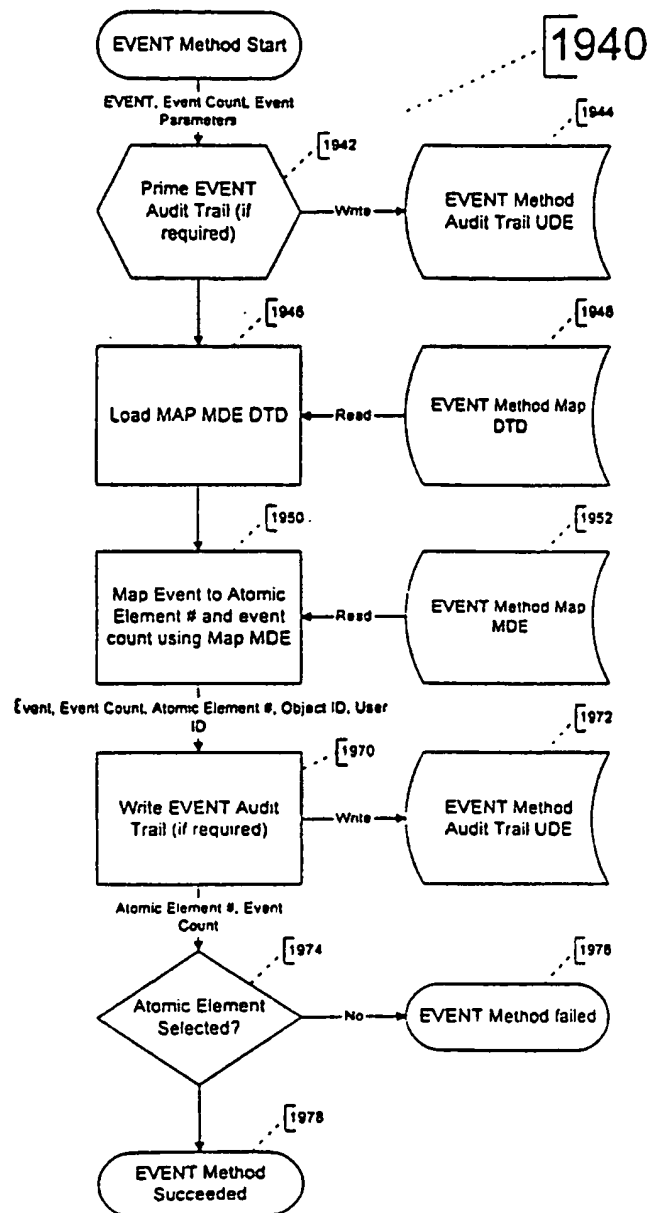 EVENT Method Start
1940
EVENT, Event Count, Event
Parameters
1942
1944
Prime EVENT
Audit Trail (if
required)
Write
EVENT Method
Audit Trail UDE
1946
1948
Load MAP MDE DTD
Read
EVENT Method Map
DTD
1950
1952
Map Event to Atomic
Element # and event
count using Map MDE
Read
EVENT Method Map
MDE
Event, Event Count, Atomic Element #, Object ID, User
ID
1970
1972
Write EVENT Audit
Trail (if required)
Write
EVENT Method
Audit Trail UDE
Atomic Element #, Event
Count
1974
1976
Atomic Element
Selected?
No
EVENT Method failed
1978
EVENT Method
Succeeded